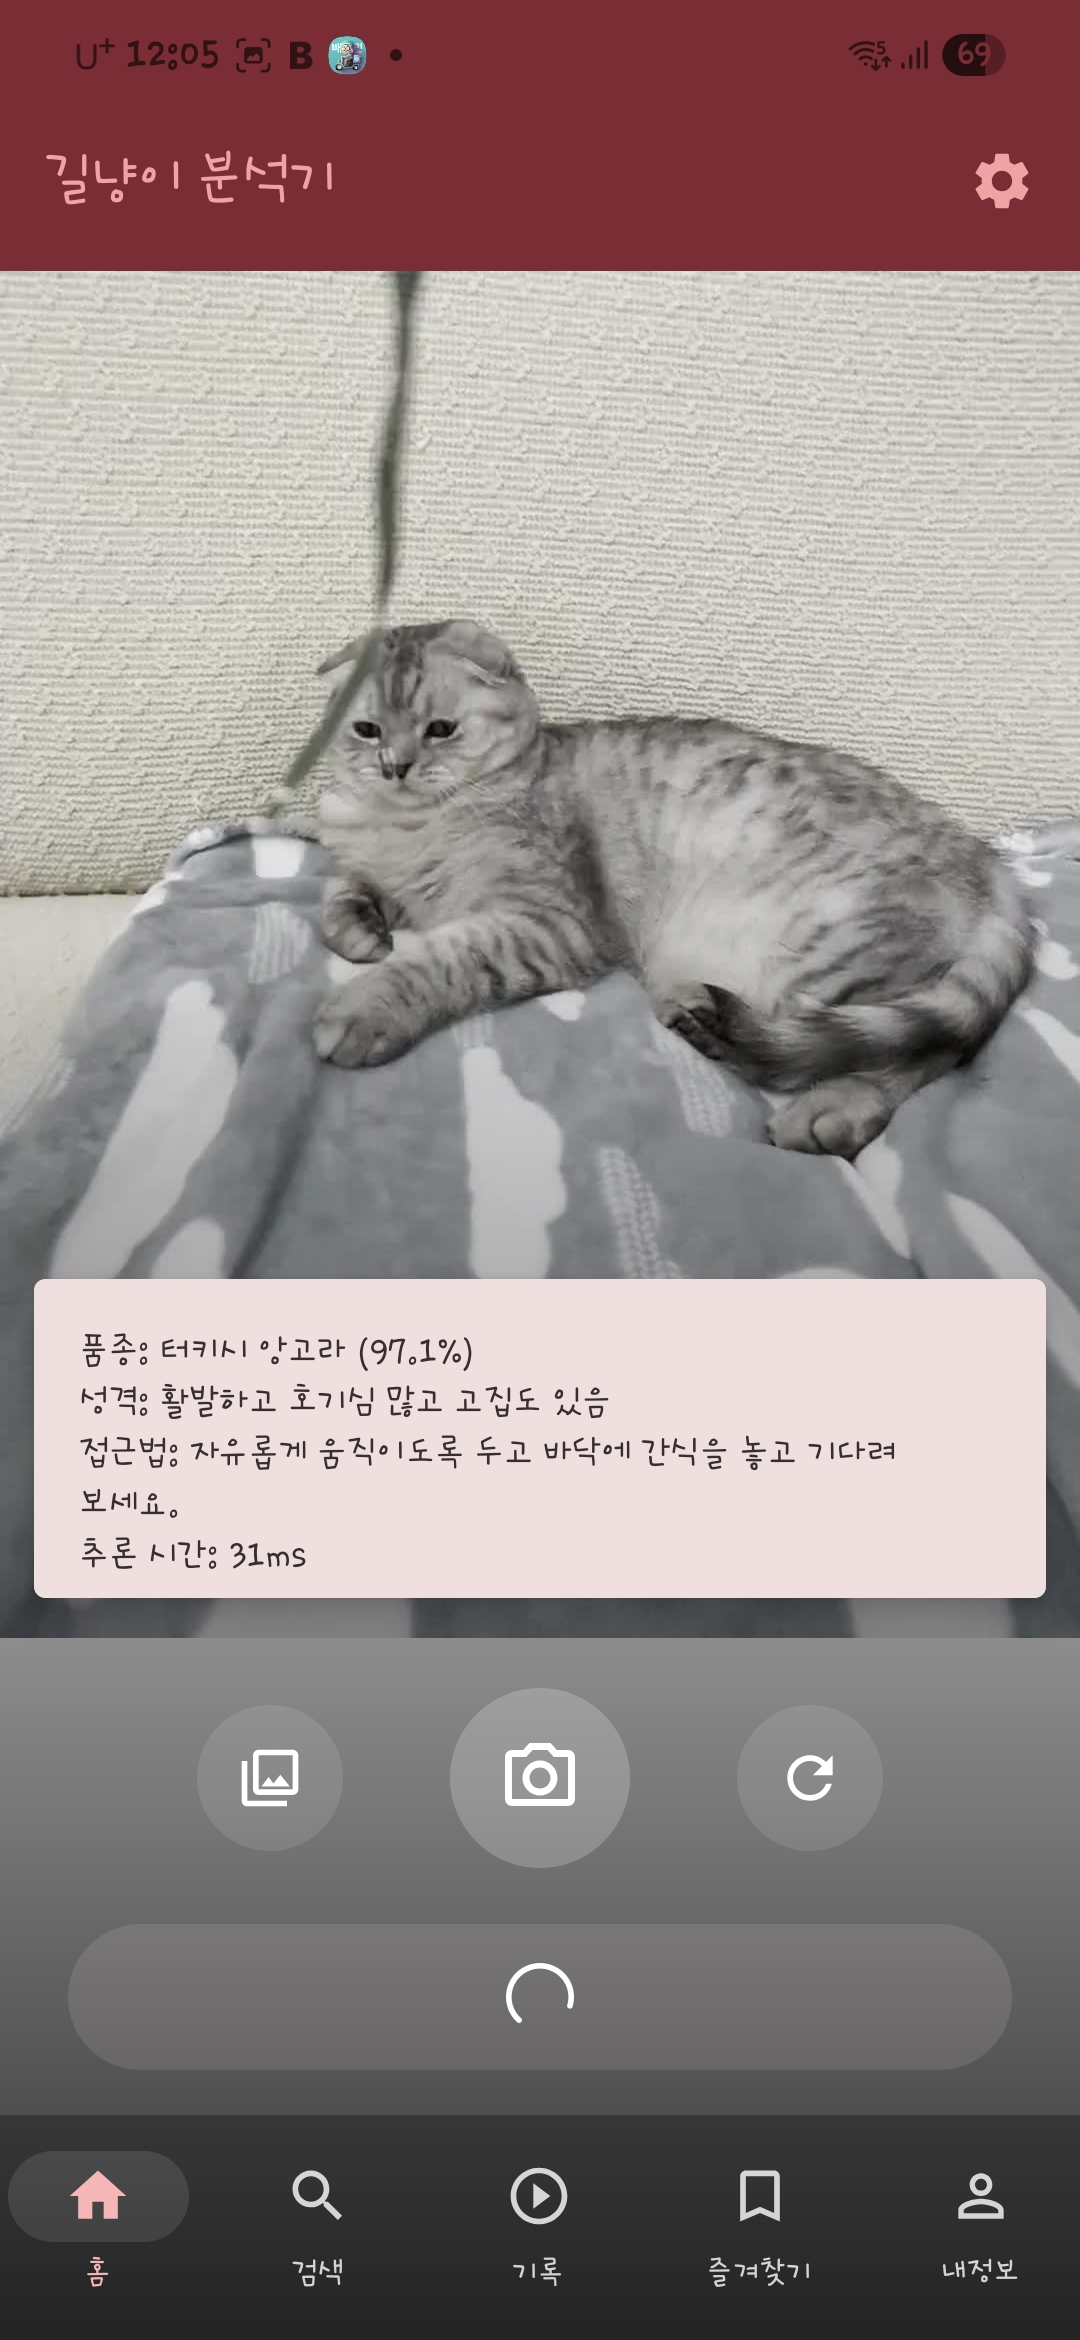 U+ 12:05 B 69
길냥이 분석기
품종: 터키시 앙고라 (97.1%)
성격: 활발하고 호기심 많고 고집도 있음
접근법: 자유롭게 움직이도록 두고 바닥에 간식을 놓고 기다려
보세요.
추론 시간: 31ms
홈 검색 기록 즐겨찾기 내정보